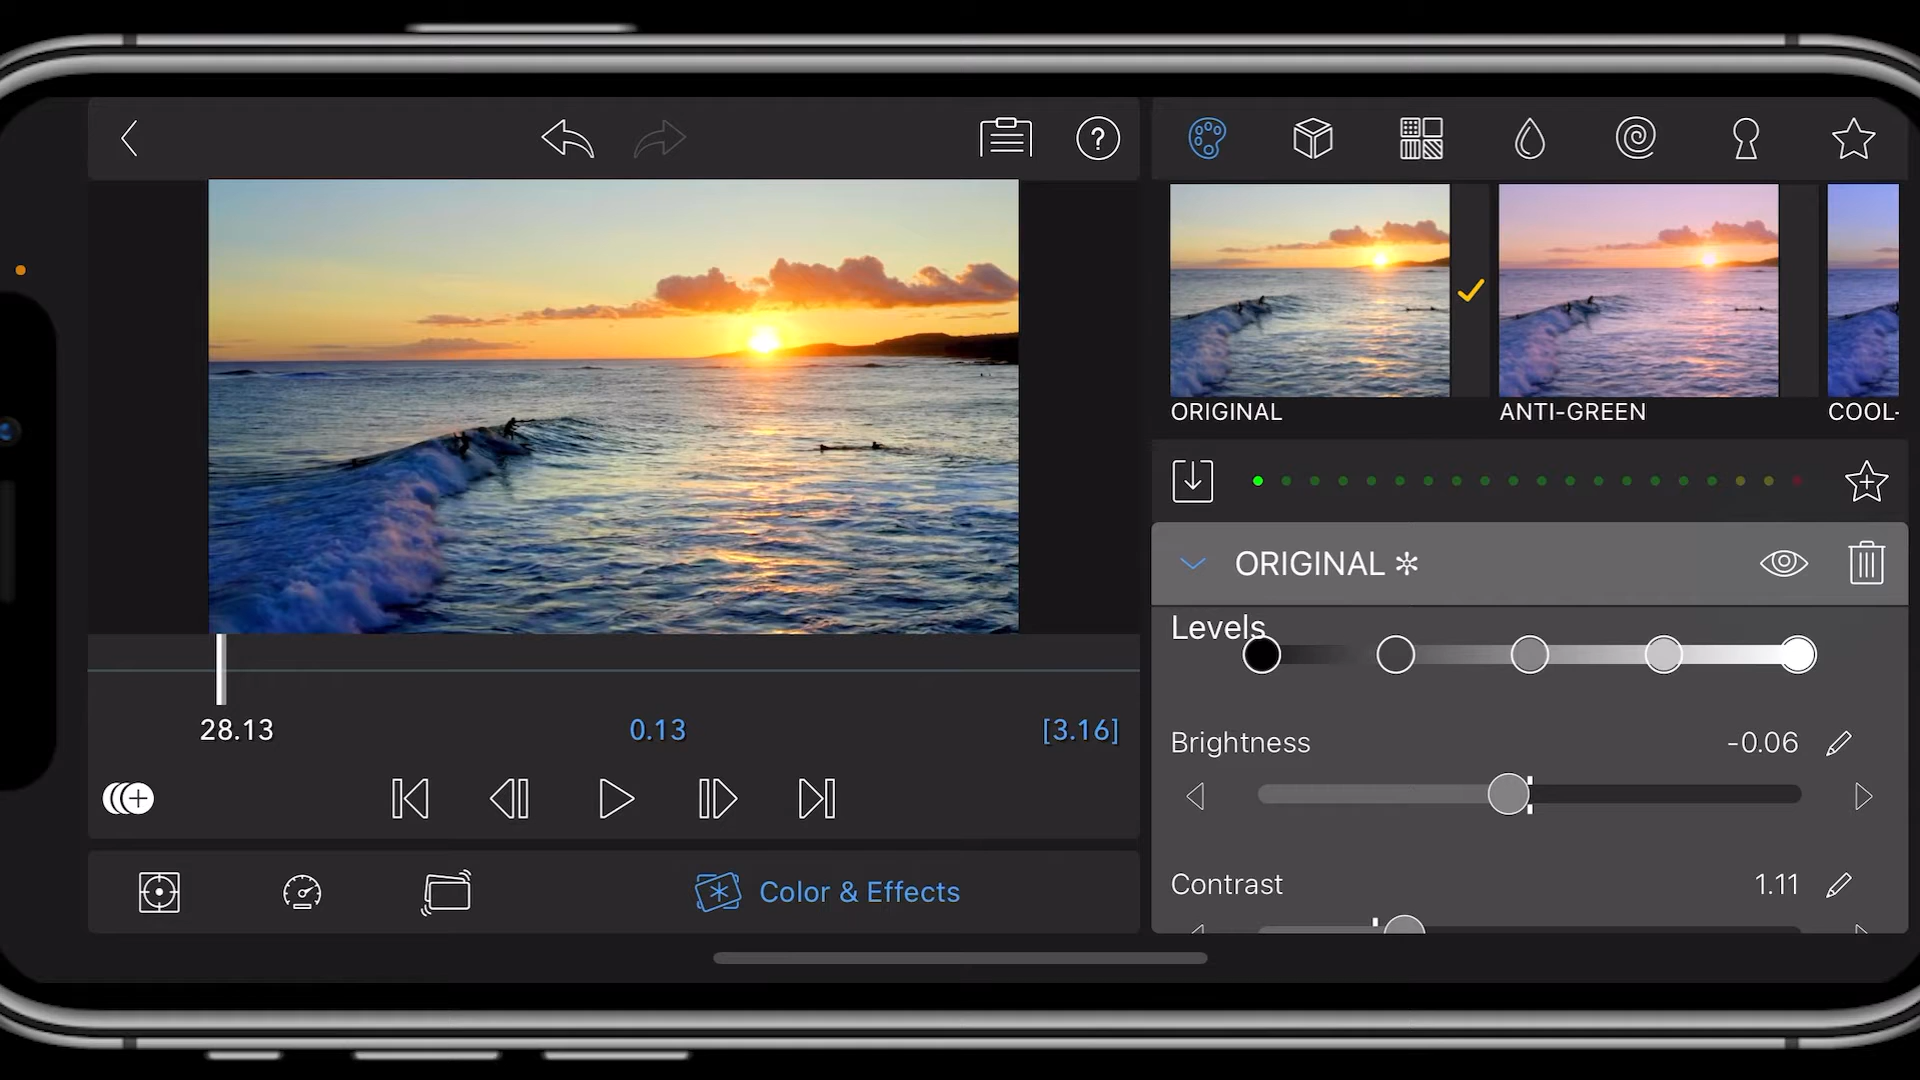 ORIGINAL
ANTI-GREEN
COOL-
ORIGINAL ✻
Levels
28.13
0.13
[3.16]
Brightness
-0.06
Contrast
1.11
Color & Effects